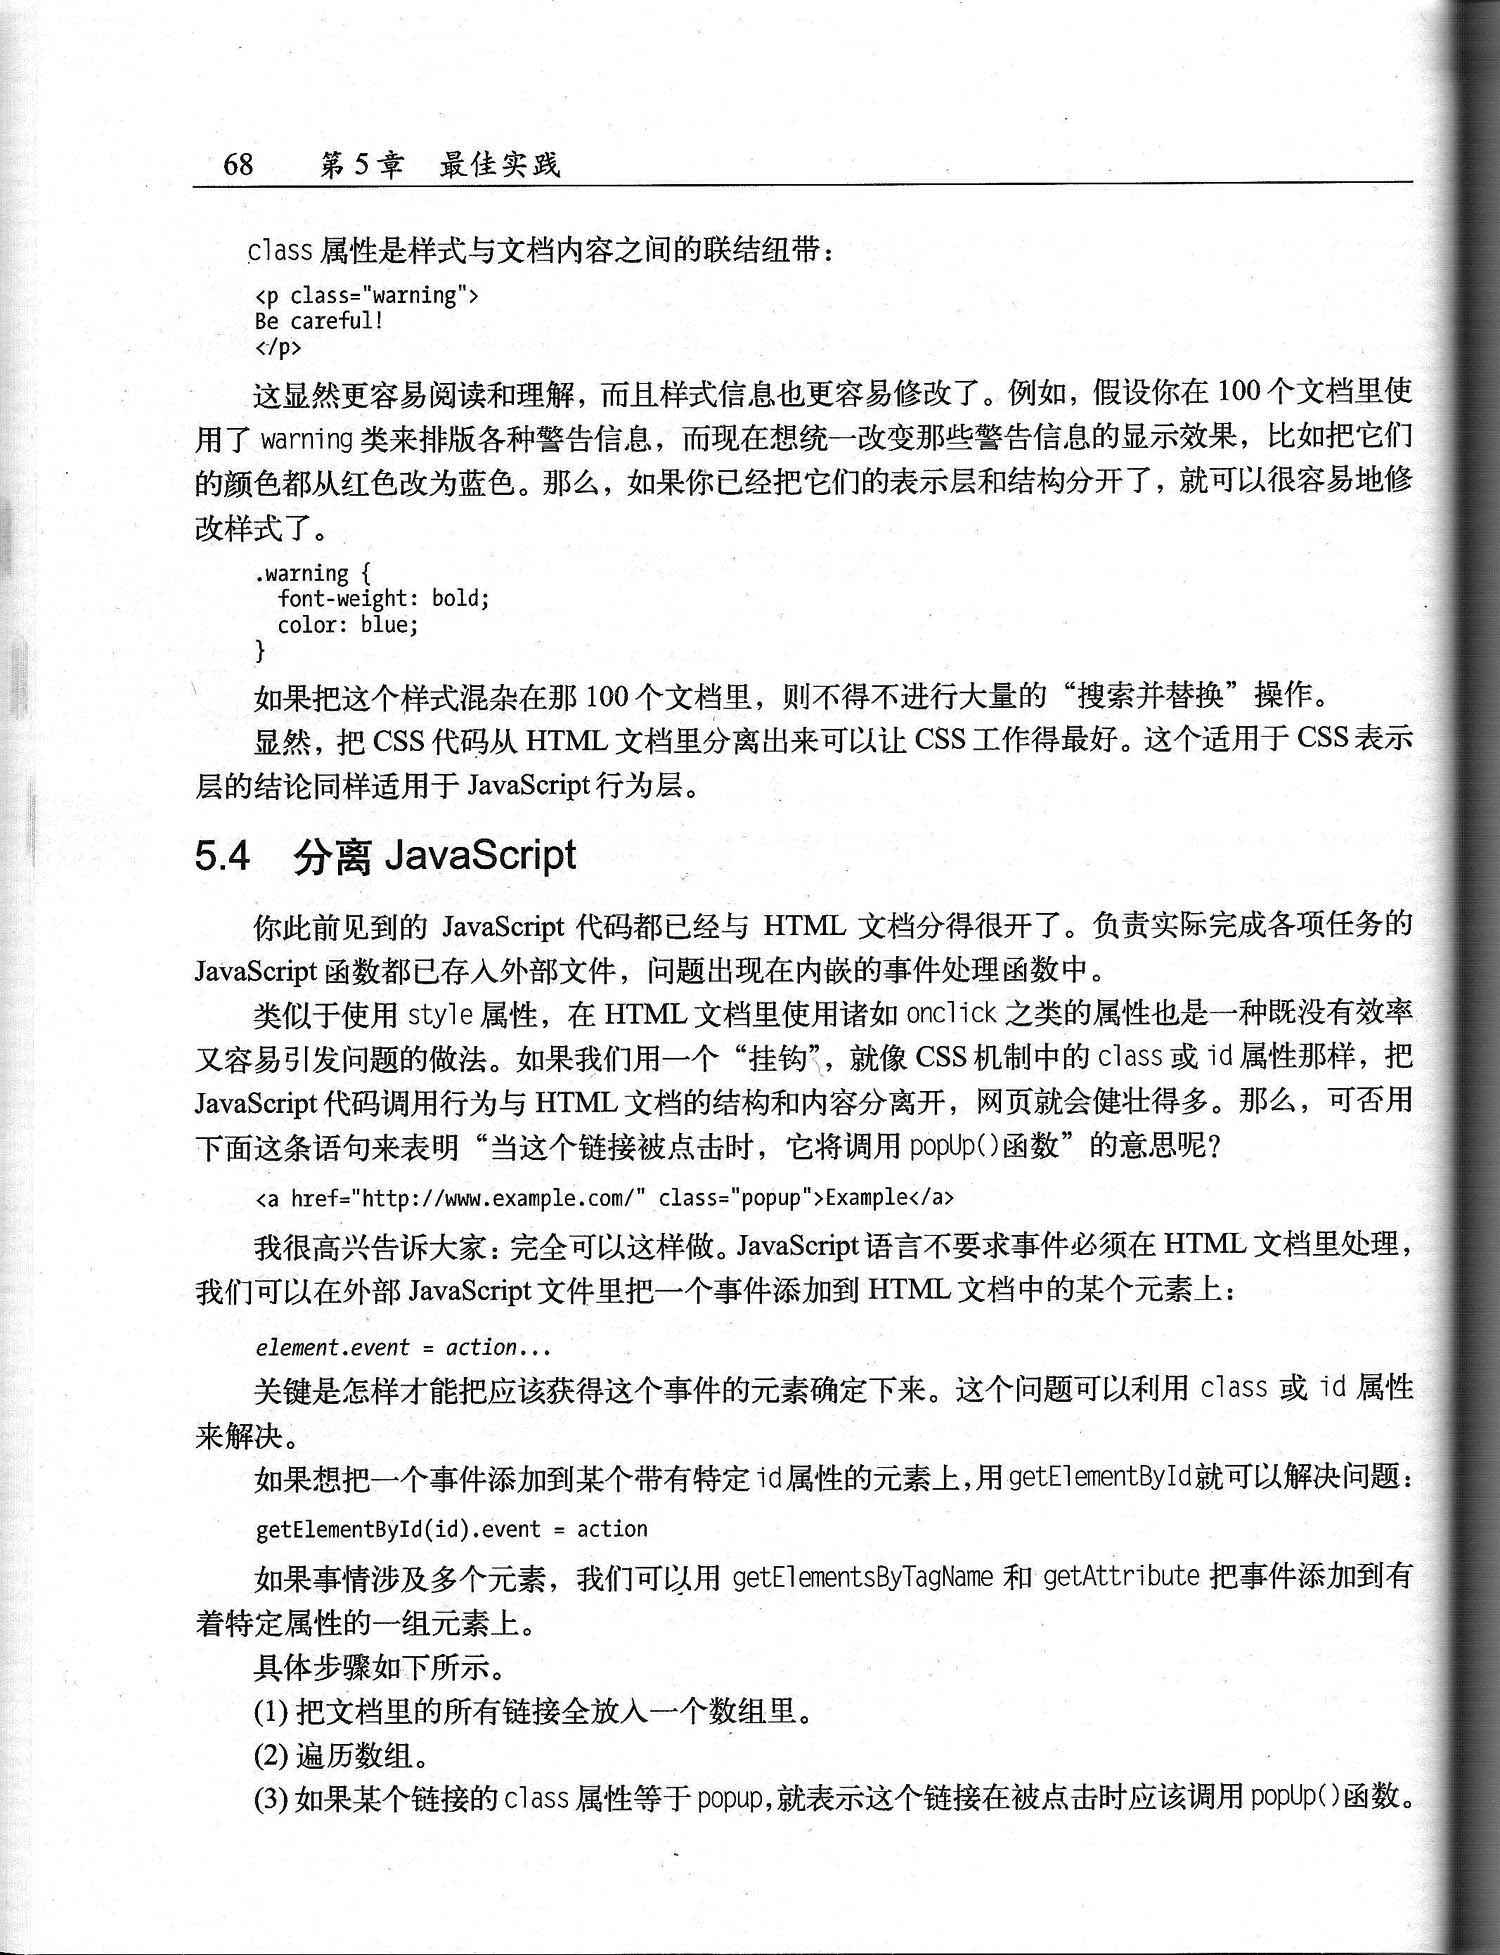 68 第 5 章 最佳实践
class 属性是样式与文档内容之间的联结纽带：
<p class="warning">
Be careful!
</p>
这显然更容易阅读和理解，而且样式信息也更容易修改了。例如，假设你在 100 个文档里使
用了 warning 类来排版各种警告信息，而现在想统一改变那些警告信息的显示效果，比如把它们
的颜色都从红色改为蓝色。那么，如果你已经把它们的表示层和结构分开了，就可以很容易地修
改样式了。
.warning {
  font-weight: bold;
  color: blue;
}
如果把这个样式混杂在那 100 个文档里，则不得不进行大量的“搜索并替换”操作。
显然，把 CSS 代码从 HTML 文档里分离出来可以让 CSS 工作得最好。这个适用于 CSS 表示
层的结论同样适用于 JavaScript 行为层。
5.4 分离 JavaScript
你此前见到的 JavaScript 代码都已经与 HTML 文档分得很开了。负责实际完成各项任务的
JavaScript 函数都已存入外部文件，问题出现在内嵌的事件处理函数中。
类似于使用 style 属性，在 HTML 文档里使用诸如 onclick 之类的属性也是一种既没有效率
又容易引发问题的做法。如果我们用一个“挂钩”，就像 CSS 机制中的 class 或 id 属性那样，把
JavaScript 代码调用行为与 HTML 文档的结构和内容分离开，网页就会健壮得多。那么，可否用
下面这条语句来表明“当这个链接被点击时，它将调用 popUp()函数”的意思呢？
<a href="http://www.example.com/" class="popup">Example</a>
我很高兴告诉大家：完全可以这样做。JavaScript 语言不要求事件必须在 HTML 文档里处理，
我们可以在外部 JavaScript 文件里把一个事件添加到 HTML 文档中的某个元素上：
element.event = action...
关键是怎样才能把应该获得这个事件的元素确定下来。这个问题可以利用 class 或 id 属性
来解决。
如果想把一个事件添加到某个带有特定 id 属性的元素上，用 getElementById 就可以解决问题：
getElementById(id).event = action
如果事情涉及多个元素，我们可以用 getElementsByTagName 和 getAttribute 把事件添加到有
着特定属性的一组元素上。
具体步骤如下所示。
(1) 把文档里的所有链接全放入一个数组里。
(2) 遍历数组。
(3) 如果某个链接的 class 属性等于 popup，就表示这个链接在被点击时应该调用 popUp()函数。